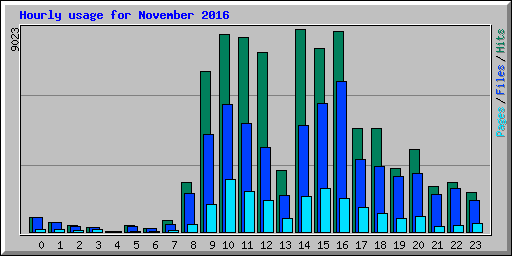 Hourly usage for November 2016
9023
Pages/Files/Hits
0 1 2 3 4 5 6 7 8 9 10 11 12 13 14 15 16 17 18 19 20 21 22 23